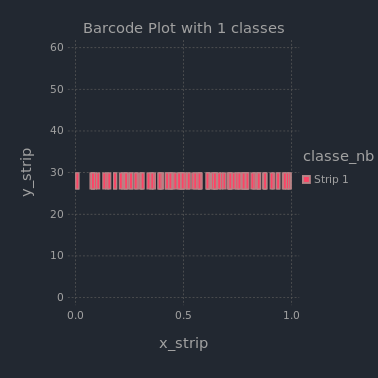 Barcode Plot with 1 classes
60
50
40
30
20
10
0
y_strip
0.0
0.5
1.0
x_strip
classe_nb
Strip 1